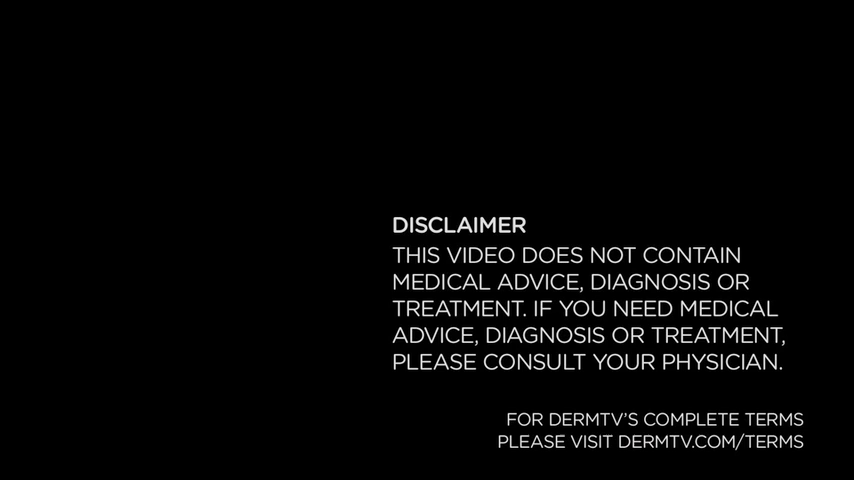 DISCLAIMER
THIS VIDEO DOES NOT CONTAIN
MEDICAL ADVICE, DIAGNOSIS OR
TREATMENT. IF YOU NEED MEDICAL
ADVICE, DIAGNOSIS OR TREATMENT,
PLEASE CONSULT YOUR PHYSICIAN.
FOR DERMTV'S COMPLETE TERMS
PLEASE VISIT DERMTV.COM/TERMS